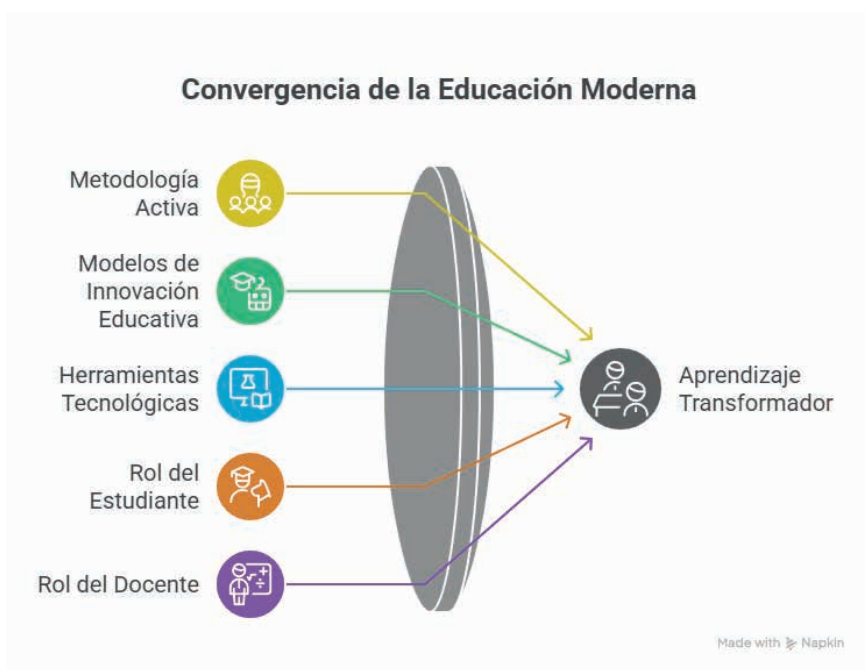 Convergencia de la Educación Moderna
Metodología
Activa
Modelos de
Innovación
Educativa
Herramientas
Tecnológicas
Rol del
Estudiante
Rol del Docente
Aprendizaje
Transformador
Made with Napkin